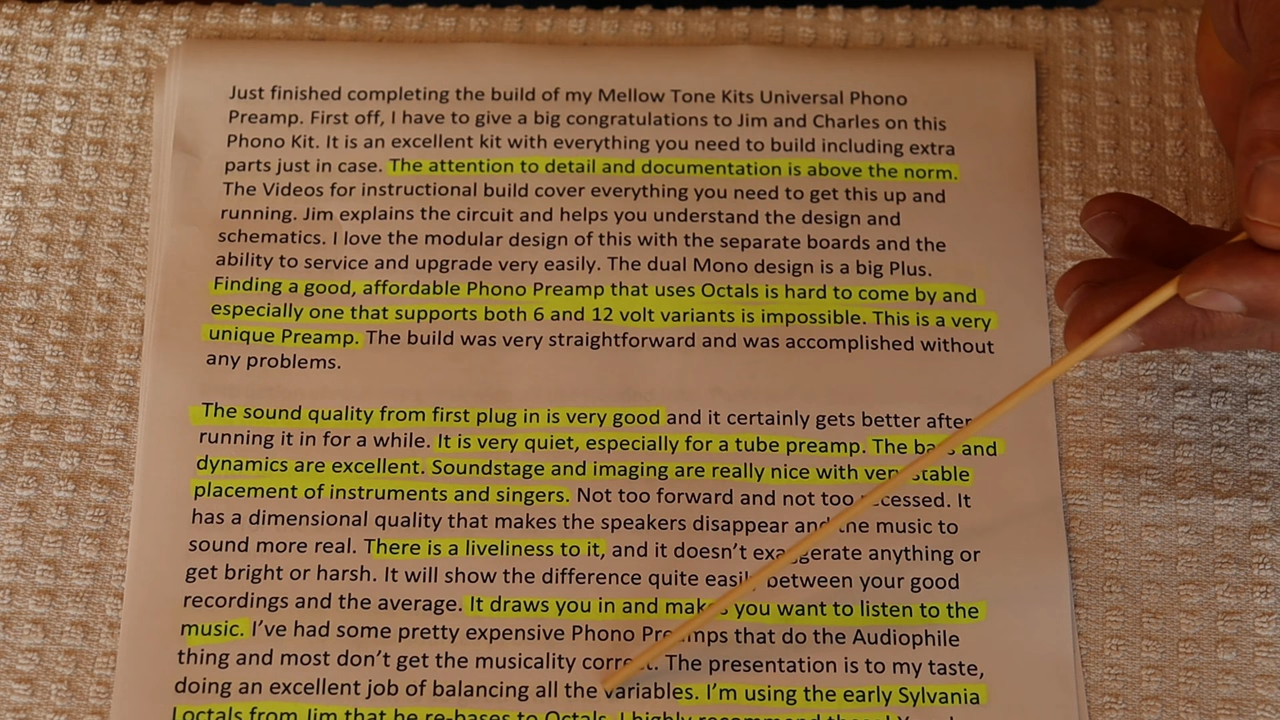 Just finished completing the build of my Mellow Tone Kits Universal Phono
Preamp. First off, I have to give a big congratulations to Jim and Charles on this
Phono Kit. It is an excellent kit with everything you need to build including extra
parts just in case. The attention to detail and documentation is above the norm.
The Videos for instructional build cover everything you need to get this up and
running. Jim explains the circuit and helps you understand the design and
schematics. I love the modular design of this with the separate boards and the
ability to service and upgrade very easily. The dual Mono design is a big Plus.
Finding a good, affordable Phono Preamp that uses Octals is hard to come by and
especially one that supports both 6 and 12 volt variants is impossible. This is a very
unique Preamp. The build was very straightforward and was accomplished without
any problems.
The sound quality from first plug in is very good and it certainly gets better after
running it in for a while. It is very quiet, especially for a tube preamp. The bass and
dynamics are excellent. Soundstage and imaging are really nice with very stable
placement of instruments and singers. Not too forward and not too recessed. It
has a dimensional quality that makes the speakers disappear and the music to
sound more real. There is a liveliness to it, and it doesn't exaggerate anything or
get bright or harsh. It will show the difference quite easily between your good
recordings and the average. It draws you in and makes you want to listen to the
music. I've had some pretty expensive Phono Preamps that do the Audiophile
thing and most don't get the musicality correct. The presentation is to my taste,
doing an excellent job of balancing all the variables. I'm using the early Sylvania
Loctals from Jim that he re-bases to Octals. I highly recommend these!